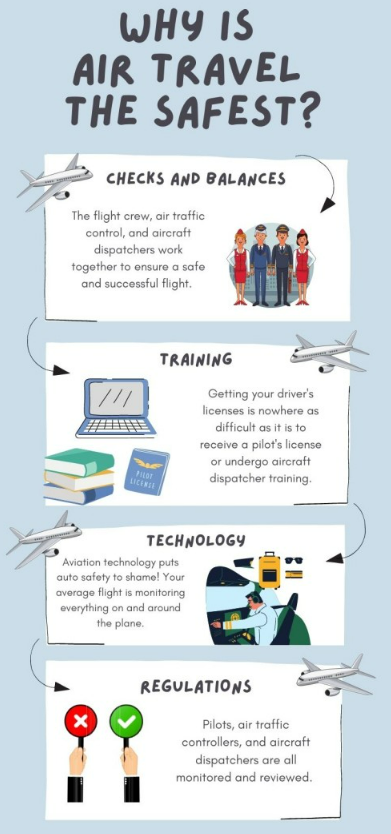 WHY IS
AIR TRAVEL
THE SAFEST?
CHECKS AND BALANCES
The flight crew, air traffic
control, and aircraft
dispatchers work
together to ensure a safe
and successful flight.
TRAINING
Getting your driver's
licenses is nowhere as
difficult as it is to
receive a pilot's license
or undergo aircraft
dispatcher training.
PILOT
LICENSE
TECHNOLOGY
Aviation technology puts
auto safety to shame! Your
average flight is monitoring
everything on and around
the plane.
REGULATIONS
Pilots, air traffic
controllers, and aircraft
dispatchers are all
monitored and reviewed.